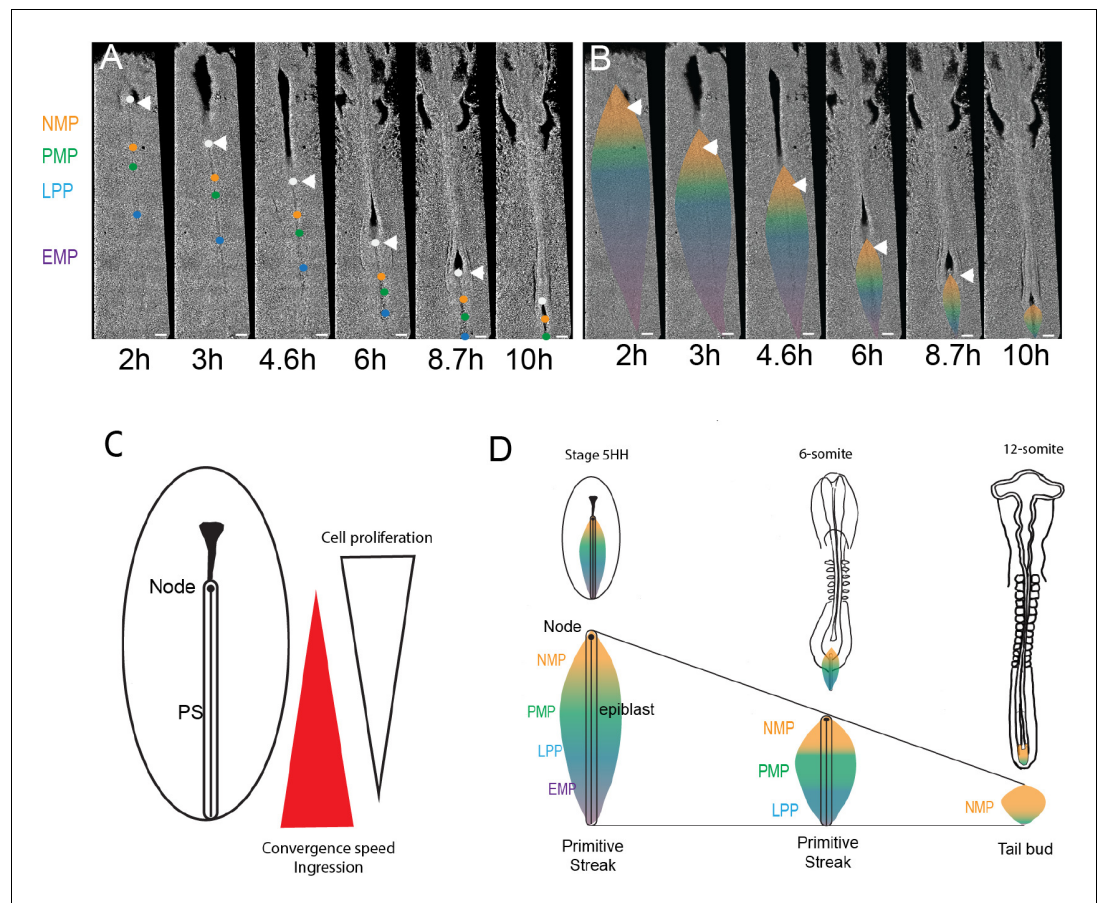 A
B
NMP
PMP
LPP
EMP
2h 3h 4.6h 6h 8.7h 10h
2h 3h 4.6h 6h 8.7h 10h
C
Cell proliferation
Node
PS
Convergence speed
Ingression
D
Stage 5HH
6-somite
12-somite
Node
NMP
PMP
epiblast
LPP
EMP
Primitive
Streak
NMP
PMP
LPP
Primitive
Streak
NMP
Tail bud